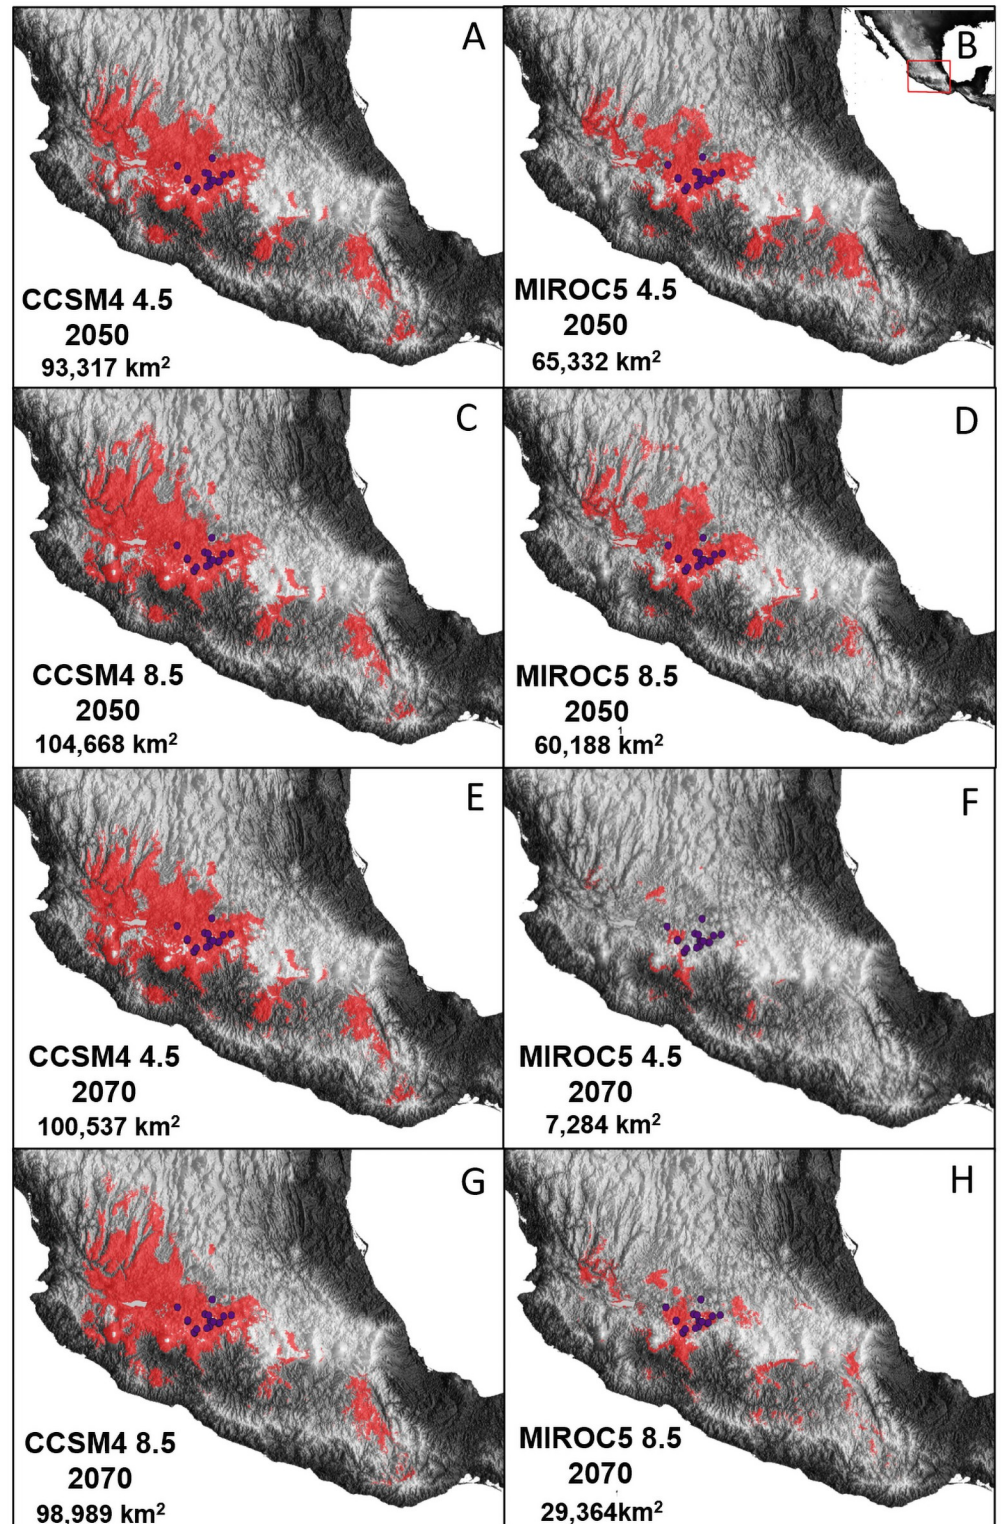 A
CCSM4 4.5
2050
93,317 km²
B
MIROC5 4.5
2050
65,332 km²
C
CCSM4 8.5
2050
104,668 km²
D
MIROC5 8.5
2050
60,188 km²
E
CCSM4 4.5
2070
100,537 km²
F
MIROC5 4.5
2070
7,284 km²
G
CCSM4 8.5
2070
98,989 km²
H
MIROC5 8.5
2070
29,364km²